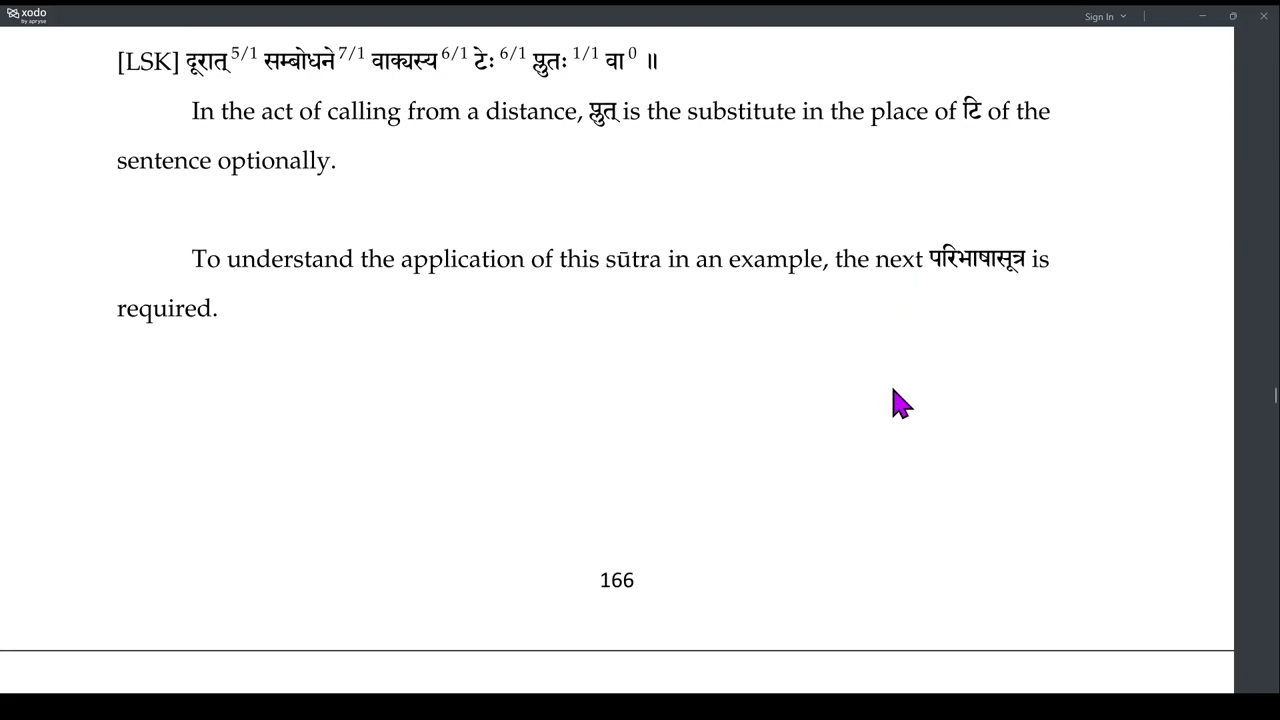 xodo
by apryse
Sign In
[LSK] दूरात् 5/1 सम्बोधने 7/1 वाक्यस्य 6/1 टेः 6/1 प्लुतः 1/1 वा 0 ॥
In the act of calling from a distance, प्लुत् is the substitute in the place of टि of the
sentence optionally.
To understand the application of this sūtra in an example, the next परिभाषासूत्र is
required.
166